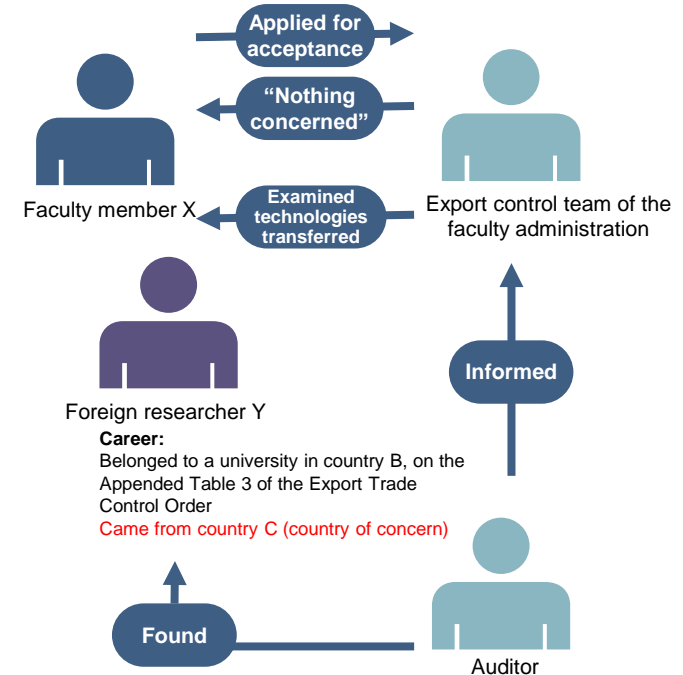 Applied for
acceptance
“Nothing
concerned”
Faculty member X
Examined
technologies
transferred
Export control team of the
faculty administration
Informed
Foreign researcher Y
Career:
Belonged to a university in country B, on the
Appended Table 3 of the Export Trade
Control Order
Came from country C (country of concern)
Found
Auditor